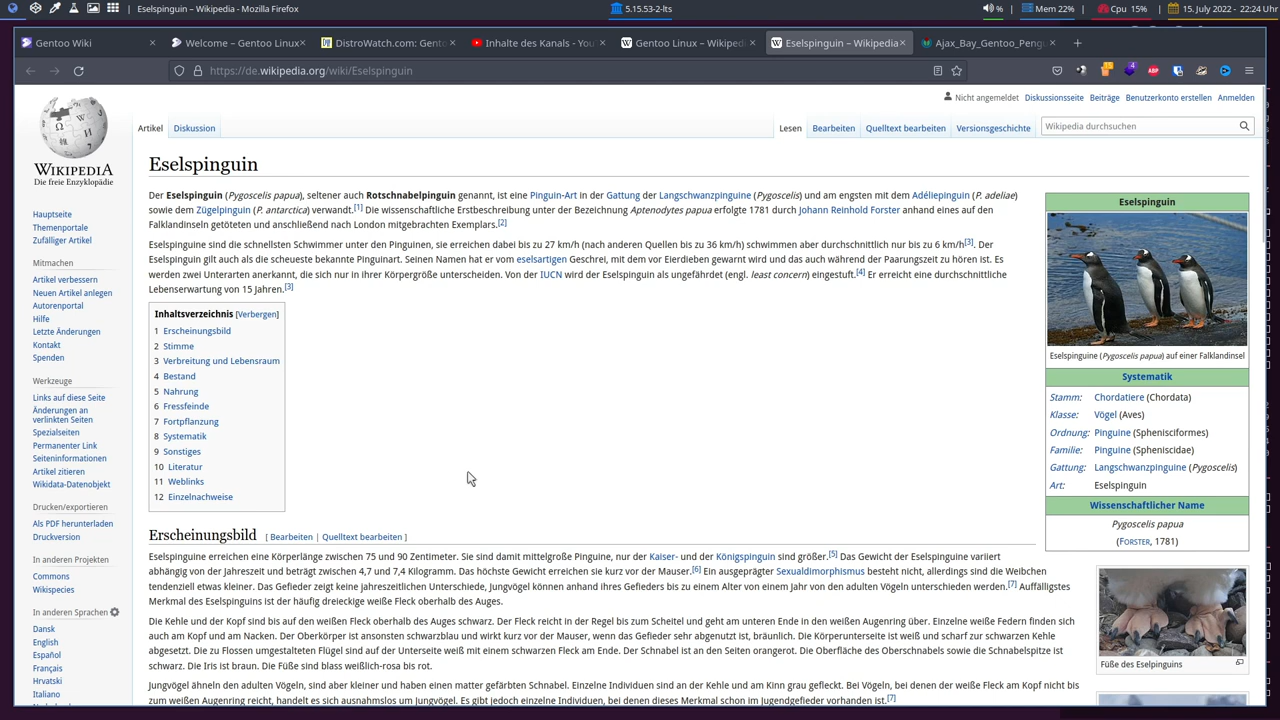 Eselspinguin – Wikipedia - Mozilla Firefox
5.15.53-2-lts
%
Mem 22%
Cpu 15%
15. July 2022 - 22:24 Uhr
Gentoo Wiki
Welcome – Gentoo Linux
DistroWatch.com: Gento
Inhalte des Kanals - YouT
Gentoo Linux – Wikipedi
Eselspinguin – Wikipedia
Ajax_Bay_Gentoo_Peng
https://de.wikipedia.org/wiki/Eselspinguin
Nicht angemeldet Diskussionsseite Beiträge Benutzerkonto erstellen Anmelden
Artikel Diskussion
Lesen Bearbeiten Quelltext bearbeiten Versionsgeschichte
Wikipedia durchsuchen
WIKIPEDIA
Die freie Enzyklopädie
Hauptseite
Themenportale
Zufälliger Artikel
Mitmachen
Artikel verbessern
Neuen Artikel anlegen
Autorenportal
Hilfe
Letzte Änderungen
Kontakt
Spenden
Werkzeuge
Links auf diese Seite
Änderungen an
verlinkten Seiten
Spezialseiten
Permanenter Link
Seiteninformationen
Artikel zitieren
Wikidata-Datenobjekt
Drucken/exportieren
Als PDF herunterladen
Druckversion
In anderen Projekten
Commons
Wikispecies
In anderen Sprachen
Dansk
English
Español
Français
Hrvatski
Italiano
Eselspinguin
Der Eselspinguin (Pygoscelis papua), seltener auch Rotschnabelpinguin genannt, ist eine Pinguin-Art in der Gattung der Langschwanzpinguine (Pygoscelis) und am engsten mit dem Adéliepinguin (P. adeliae)
sowie dem Zügelpinguin (P. antarctica) verwandt.[1] Die wissenschaftliche Erstbeschreibung unter der Bezeichnung Aptenodytes papua erfolgte 1781 durch Johann Reinhold Forster anhand eines auf den
Falklandinseln getöteten und anschließend nach London mitgebrachten Exemplars.[2]
Eselspinguine sind die schnellsten Schwimmer unter den Pinguinen, sie erreichen dabei bis zu 27 km/h (nach anderen Quellen bis zu 36 km/h) schwimmen aber durchschnittlich nur bis zu 6 km/h[3]. Der
Eselspinguin gilt auch als die scheueste bekannte Pinguinart. Seinen Namen hat er vom eselsartigen Geschrei, mit dem vor Eierdieben gewarnt wird und das auch während der Paarungszeit zu hören ist. Es
werden zwei Unterarten anerkannt, die sich nur in ihrer Körpergröße unterscheiden. Von der IUCN wird der Eselspinguin als ungefährdet (engl. least concern) eingestuft.[4] Er erreicht eine durchschnittliche
Lebenserwartung von 15 Jahren.[3]
Inhaltsverzeichnis [Verbergen]
1 Erscheinungsbild
2 Stimme
3 Verbreitung und Lebensraum
4 Bestand
5 Nahrung
6 Fressfeinde
7 Fortpflanzung
8 Systematik
9 Sonstiges
10 Literatur
11 Weblinks
12 Einzelnachweise
Eselspinguin
Eselspinguine (Pygoscelis papua) auf einer Falklandinsel
Systematik
Stamm: Chordatiere (Chordata)
Klasse: Vögel (Aves)
Ordnung: Pinguine (Sphenisciformes)
Familie: Pinguine (Spheniscidae)
Gattung: Langschwanzpinguine (Pygoscelis)
Art: Eselspinguin
Wissenschaftlicher Name
Pygoscelis papua
(FORSTER, 1781)
Erscheinungsbild [ Bearbeiten | Quelltext bearbeiten ]
Eselspinguine erreichen eine Körperlänge zwischen 75 und 90 Zentimeter. Sie sind damit mittelgroße Pinguine, nur der Kaiser- und der Königspinguin sind größer.[5] Das Gewicht der Eselspinguine variiert
abhängig von der Jahreszeit und beträgt zwischen 4,7 und 7,4 Kilogramm. Das höchste Gewicht erreichen sie kurz vor der Mauser.[6] Ein ausgeprägter Sexualdimorphismus besteht nicht, allerdings sind die Weibchen
tendenziell etwas kleiner. Das Gefieder zeigt keine jahreszeitlichen Unterschiede, Jungvögel können anhand ihres Gefieders bis zu einem Alter von einem Jahr von den adulten Vögeln unterschieden werden.[7] Auffälligstes
Merkmal des Eselspinguins ist der häufig dreieckige weiße Fleck oberhalb des Auges.
Die Kehle und der Kopf sind bis auf den weißen Fleck oberhalb des Auges schwarz. Der Fleck reicht in der Regel bis zum Scheitel und geht am unteren Ende in den weißen Augenring über. Einzelne weiße Federn finden sich
auch am Kopf und am Nacken. Der Oberkörper ist ansonsten schwarzblau und wirkt kurz vor der Mauser, wenn das Gefieder sehr abgenutzt ist, bräunlich. Die Körperunterseite ist weiß und scharf zur schwarzen Kehle
abgesetzt. Die zu Flossen umgestalteten Flügel sind auf der Unterseite weiß mit einem schwarzen Fleck am Ende. Der Schnabel ist an den Seiten orangerot. Die Oberfläche des Oberschnabels sowie die Schnabelspitze ist
schwarz. Die Iris ist braun. Die Füße sind blass weißlich-rosa bis rot.
Jungvögel ähneln den adulten Vögeln, sind aber kleiner und haben einen matter gefärbten Schnabel. Einzelne Individuen sind an der Kehle und am Kinn grau gefleckt. Bei Vögeln, bei denen der weiße Fleck am Kopf nicht bis
zum weißen Augenring reicht, handelt es sich ausnahmslos um Jungvögel. Es gibt jedoch einzelne Individuen, bei denen dieses Merkmal schon im Jugendgefieder vorhanden ist.[7]
Füße des Eselpinguins